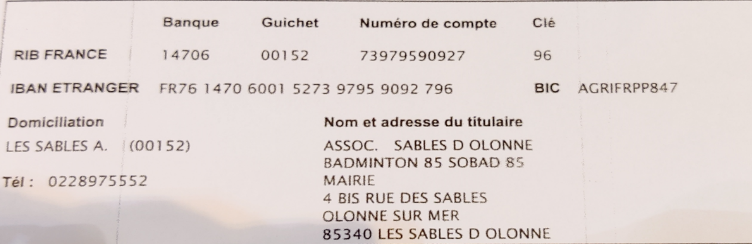 Banque Guichet Numéro de compte Clé
RIB FRANCE 14706 00152 73979590927 96
IBAN ETRANGER FR76 1470 6001 5273 9795 9092 796 BIC AGRIFRPP847
Domiciliation Nom et adresse du titulaire
LES SABLES A. (00152) ASSOC. SABLES D OLONNE
BADMINTON 85 SOBAD 85
Tél : 0228975552 MAIRIE
4 BIS RUE DES SABLES
OLONNE SUR MER
85340 LES SABLES D OLONNE